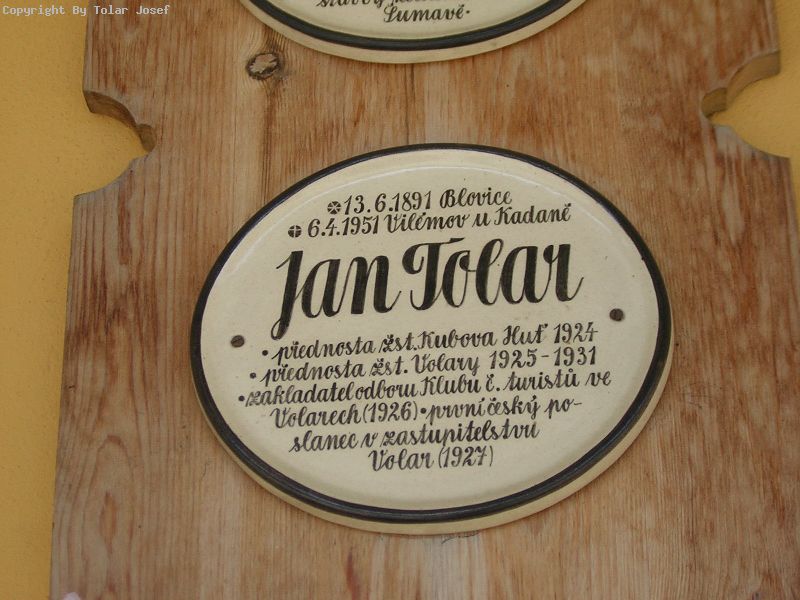 Copyright By Tolar Josef
Šumavě.
13.6.1891 Blovice
6.4.1951 Vilémov u Kadaně
Jan Tolar
• přednosta žst. Kubova Huť 1924
• přednosta žst. Volary 1925-1931
• zakladatel odboru Klubu č. turistů ve
Volarech (1926) • první český po-
slanec v zastupitelstvu
Volar (1927)